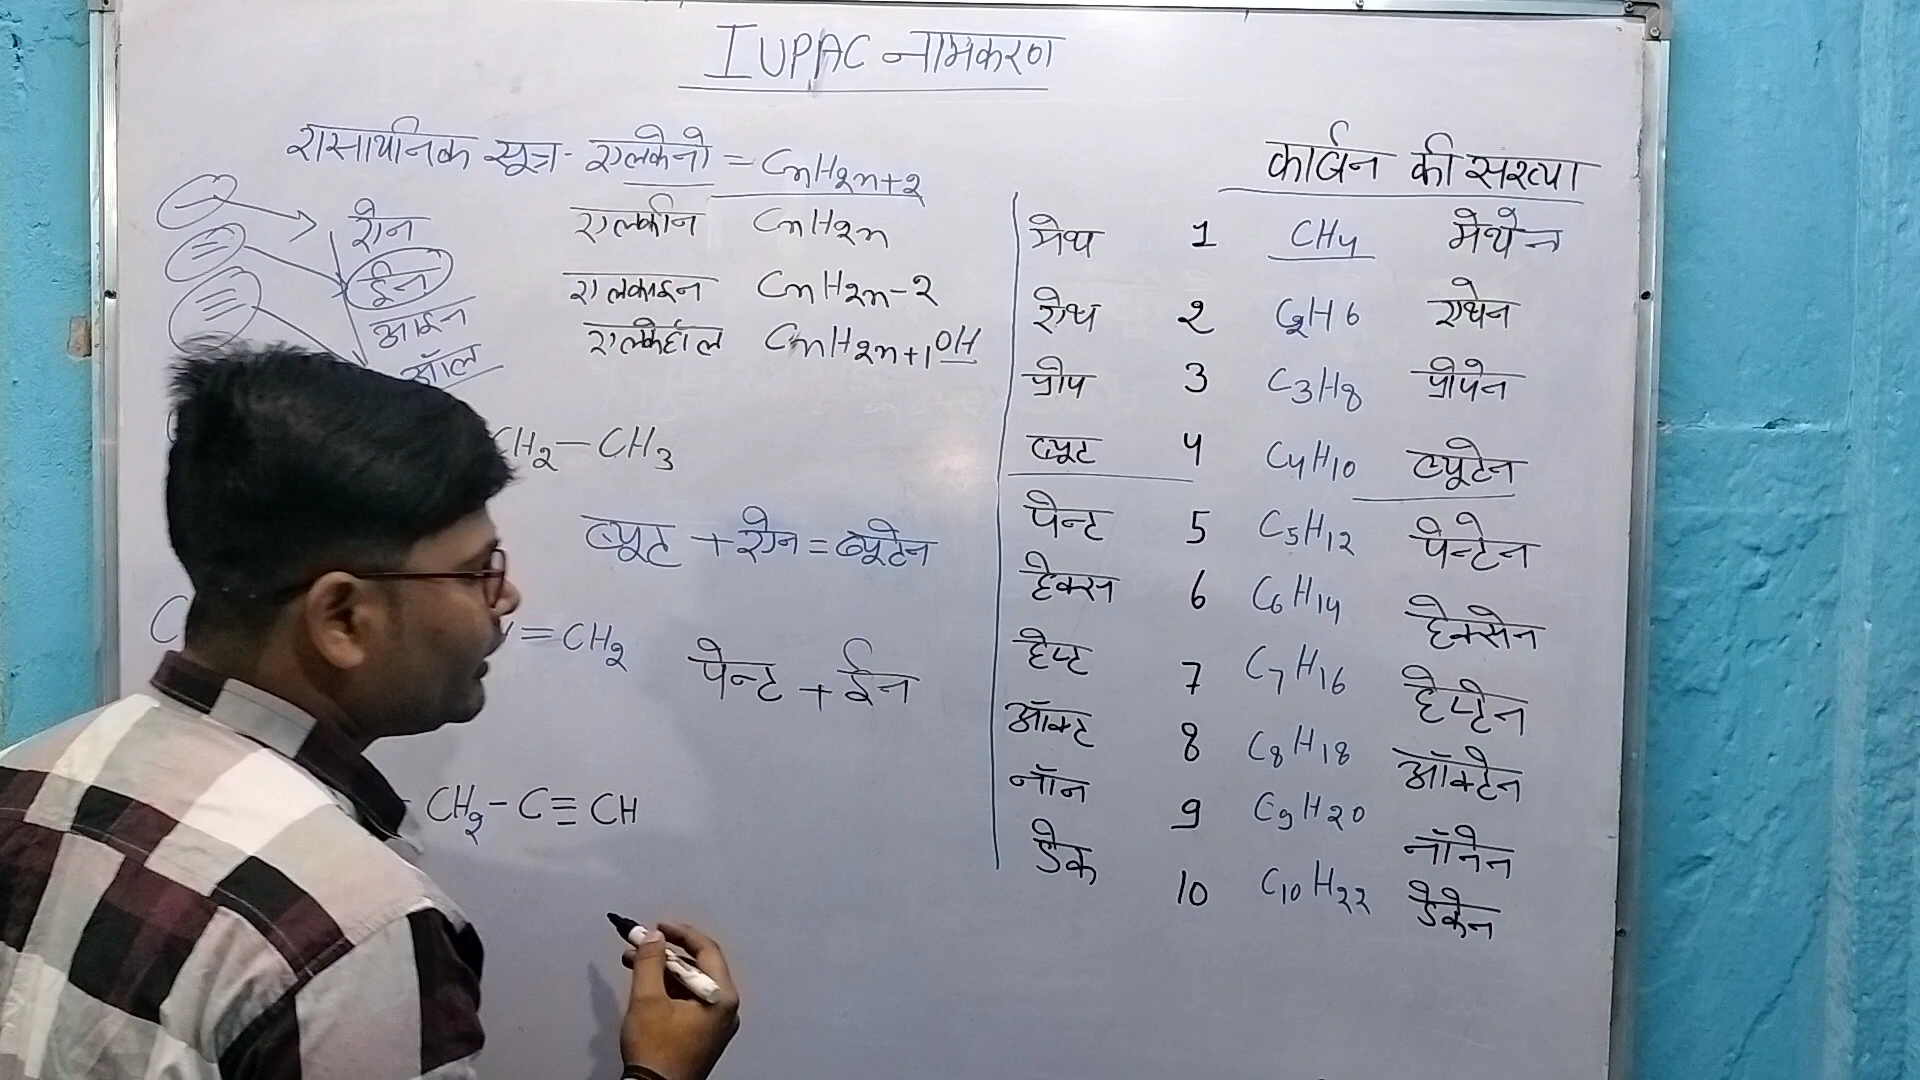 IUPAC नामकरण
रासायनिक सूत्र - एल्केनो = CnH2n+2
एल्कीन CnH2n
एल्काइन CnH2n-2
एल्कोहॉल CnH2n+1OH
ऐन
ईन
आइन
ऑल
CH2-CH3
ब्यूट + ऐन = ब्यूटेन
C
=CH2
पेन्ट + ईन
- CH2-C≡CH
कार्बन की संख्या
मेथ 1 CH4 मेथेन
ऐथ 2 C2H6 एथेन
प्रोप 3 C3H8 प्रोपेन
ब्यूट 4 C4H10 ब्यूटेन
पेन्ट 5 C5H12 पेन्टेन
हेक्स 6 C6H14 हेक्सेन
हेप्ट 7 C7H16 हेप्टेन
ऑक्ट 8 C8H18 ऑक्टेन
नॉन 9 C9H20 नॉनेन
डेक 10 C10H22 डेकेन